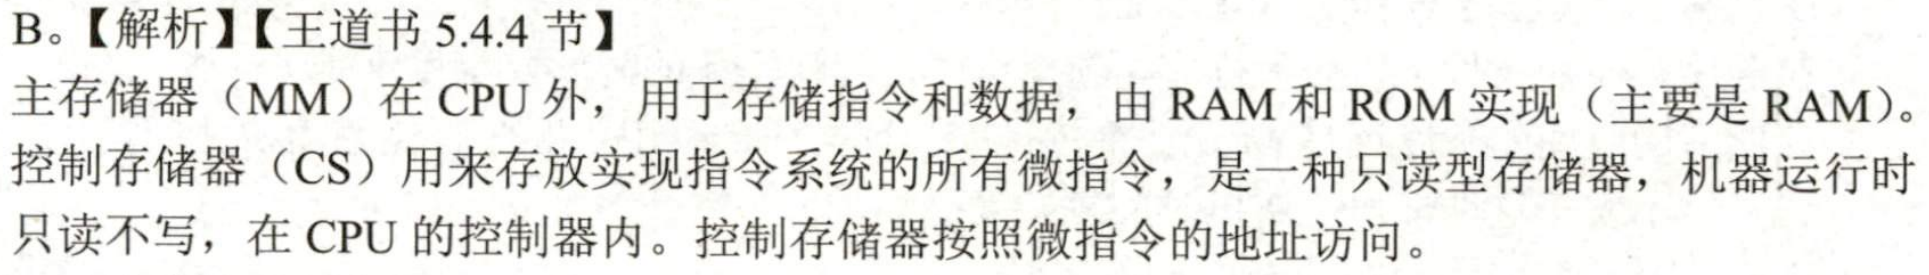 B。【解析】【王道书 5.4.4 节】
主存储器（MM）在 CPU 外，用于存储指令和数据，由 RAM 和 ROM 实现（主要是 RAM）。
控制存储器（CS）用来存放实现指令系统的所有微指令，是一种只读型存储器，机器运行时
只读不写，在 CPU 的控制器内。控制存储器按照微指令的地址访问。